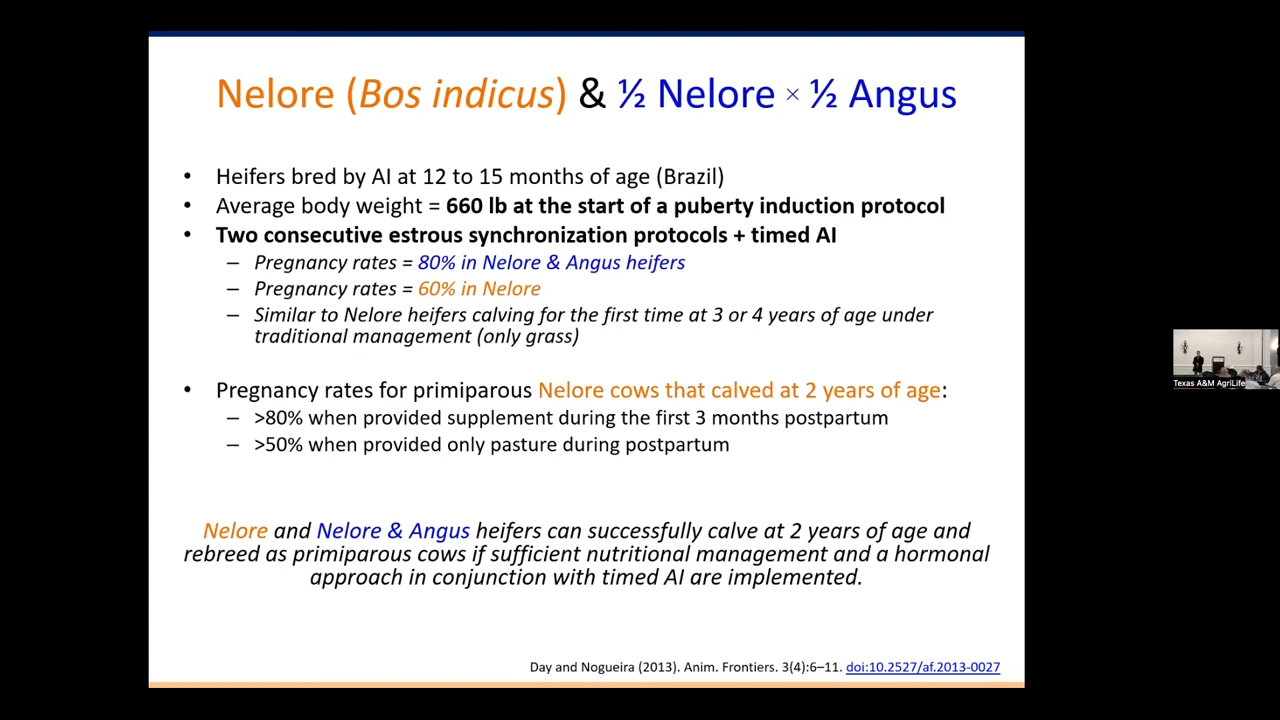 Nelore (Bos indicus) & ½ Nelore × ½ Angus
• Heifers bred by AI at 12 to 15 months of age (Brazil)
• Average body weight = 660 lb at the start of a puberty induction protocol
• Two consecutive estrous synchronization protocols + timed AI
– Pregnancy rates = 80% in Nelore & Angus heifers
– Pregnancy rates = 60% in Nelore
– Similar to Nelore heifers calving for the first time at 3 or 4 years of age under
traditional management (only grass)
• Pregnancy rates for primiparous Nelore cows that calved at 2 years of age:
– >80% when provided supplement during the first 3 months postpartum
– >50% when provided only pasture during postpartum
Nelore and Nelore & Angus heifers can successfully calve at 2 years of age and
rebreed as primiparous cows if sufficient nutritional management and a hormonal
approach in conjunction with timed AI are implemented.
Day and Nogueira (2013). Anim. Frontiers. 3(4):6–11. doi:10.2527/af.2013-0027
Texas A&M AgriLife